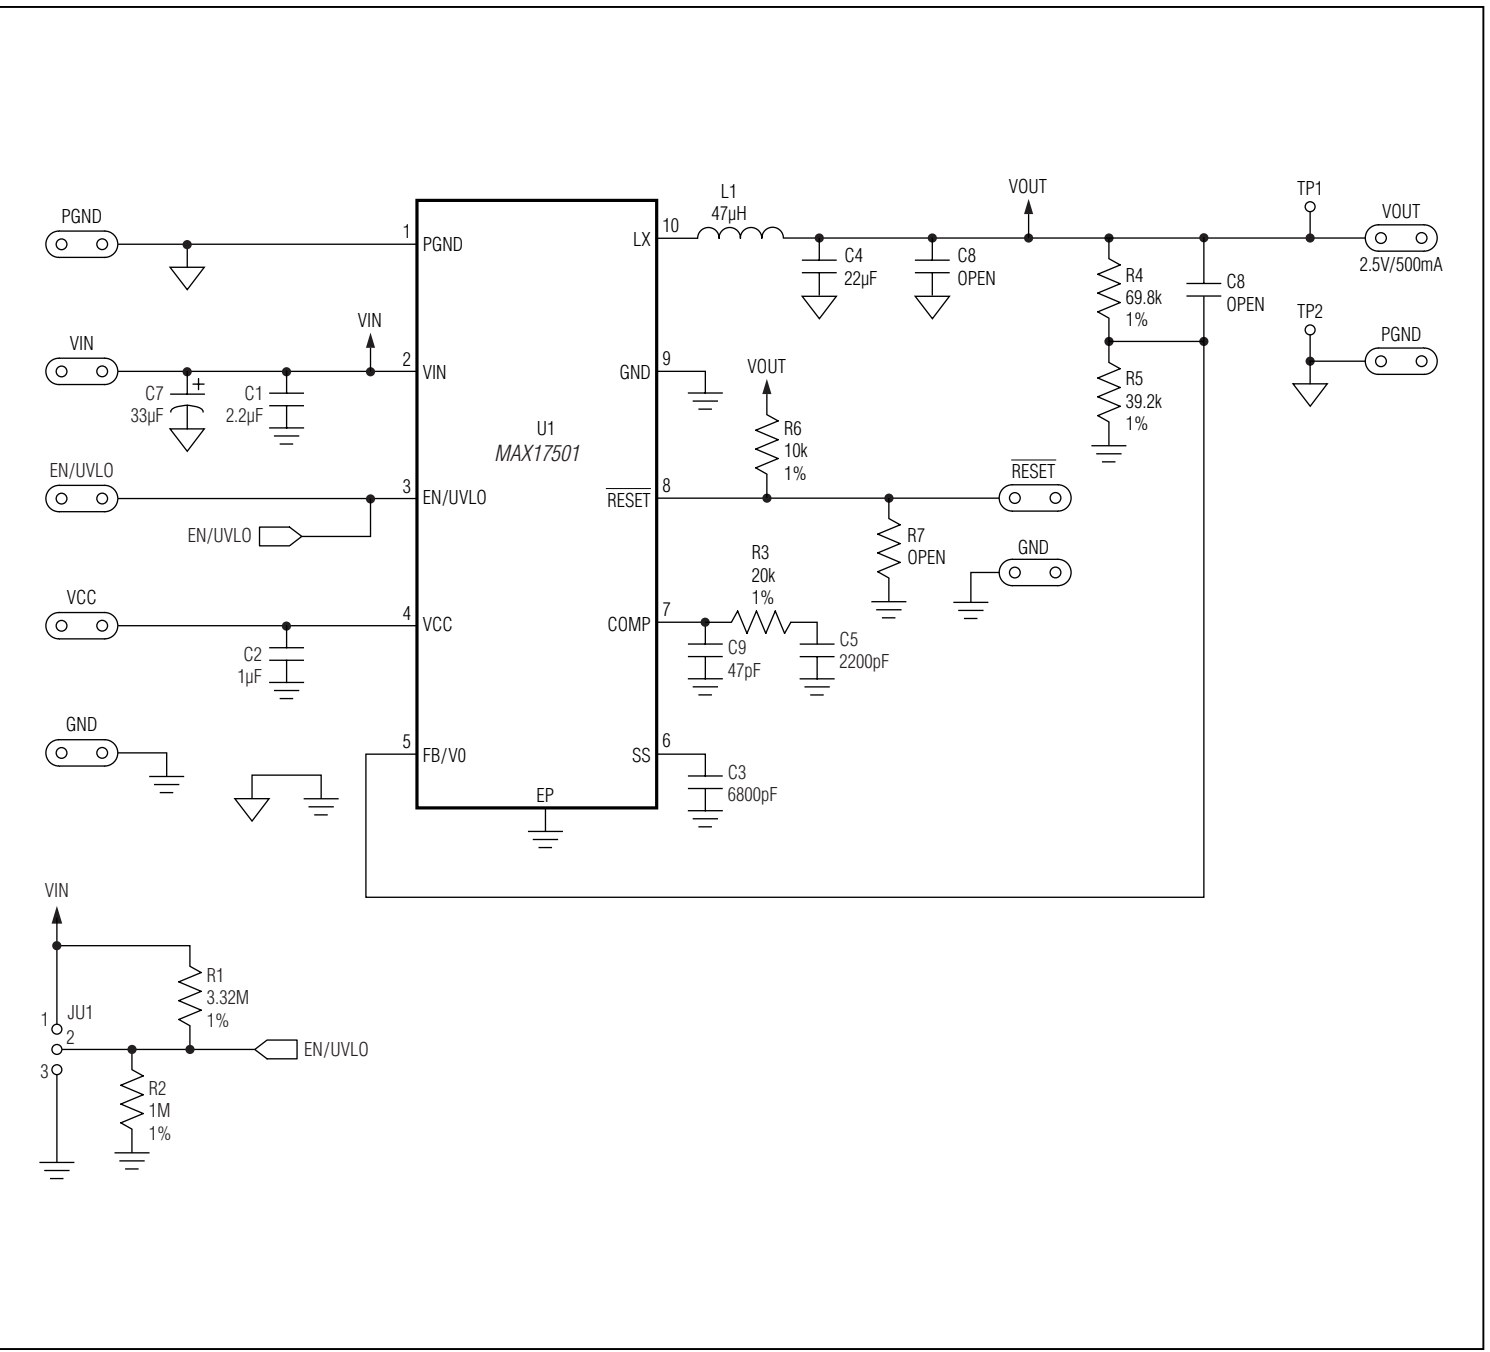 PGND
VIN
C7
+
33µF
C1
2.2µF
VIN
EN/UVLO
EN/UVLO
VCC
C2
1µF
GND
1
PGND
2
VIN
3
EN/UVLO
4
VCC
5
FB/V0
U1
MAX17501
EP
10
LX
9
GND
8
RESET
7
COMP
6
SS
L1
47µH
C4
22µF
C8
OPEN
VOUT
R4
69.8k
1%
C8
OPEN
R5
39.2k
1%
TP1
VOUT
2.5V/500mA
TP2
PGND
VOUT
R6
10k
1%
RESET
R7
OPEN
GND
R3
20k
1%
C9
47pF
C5
2200pF
C3
6800pF
VIN
R1
3.32M
1%
JU1
1
2
3
EN/UVLO
R2
1M
1%